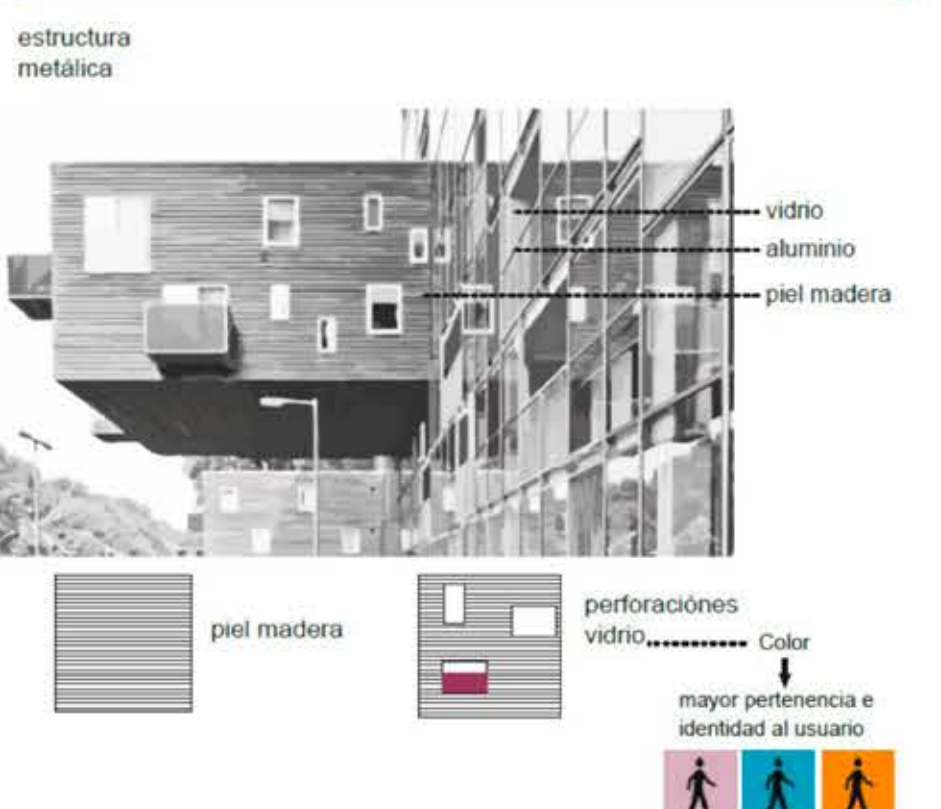 estructura
metálica
vidrio
aluminio
piel madera
piel madera
perforaciónes
vidrio
Color
mayor pertenencia e
identidad al usuario